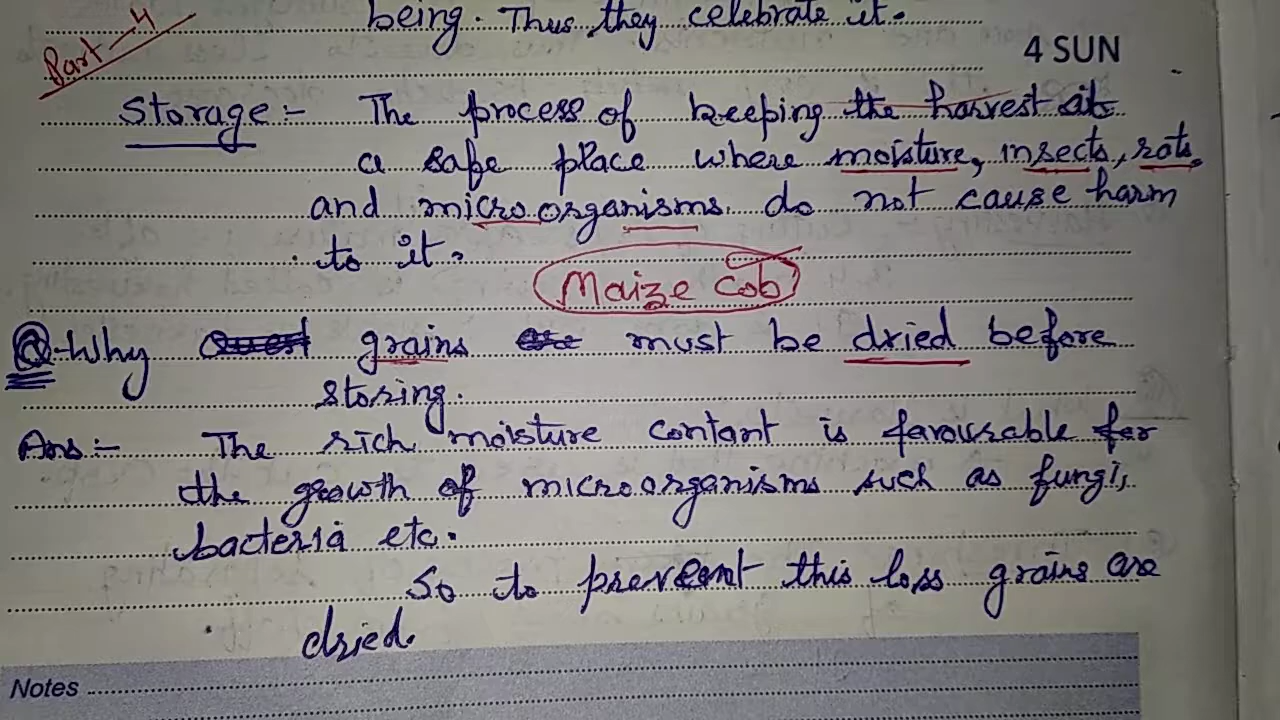 being. Thus they celebrate it.
Part-4
4 SUN
Storage:- The process of keeping the harvest at
a safe place where moisture, insects, rats,
and microorganisms do not cause harm
to it.
Maize Cob
Q.Why grains must be dried before
storing.
Ans:- The rich moisture contant is favourable for
the growth of microorganisms such as fungi,
bacteria etc.
So to prevent this loss grains are
dried.
Notes